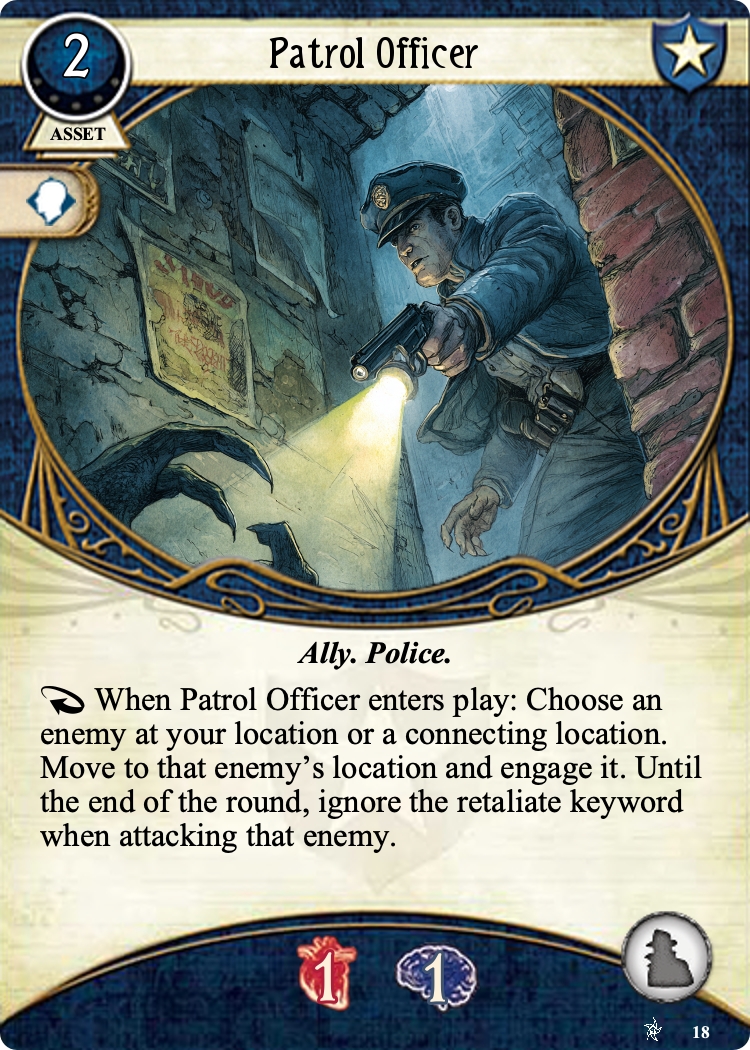 2
Patrol Officer
ASSET
Ally. Police.
When Patrol Officer enters play: Choose an
enemy at your location or a connecting location.
Move to that enemy’s location and engage it. Until
the end of the round, ignore the retaliate keyword
when attacking that enemy.
1 1
18